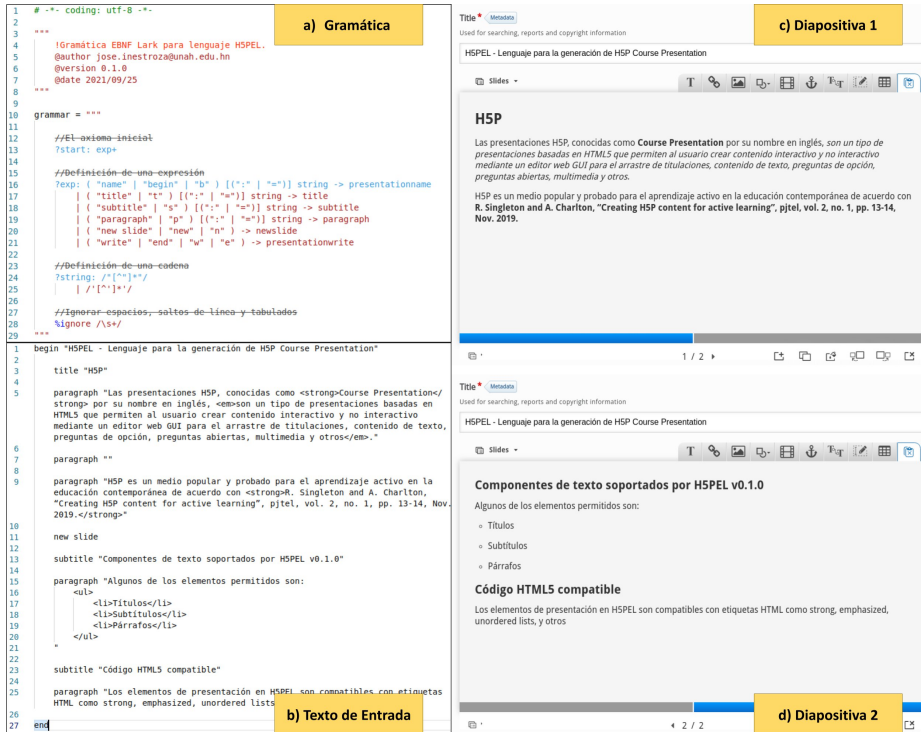 1 # -*- coding: utf-8 -*-
2
3 """
4 !Gramática EBNF Lark para lenguaje H5PEL.
5 @author jose.inestroza@unah.edu.hn
6 @version 0.1.0
7 @date 2021/09/25
8 """
9
10 grammar = """
11
12 //El axioma inicial
13 ?start: exp+
14
15 //Definición de una expresión
16 ?exp: ( "name" | "begin" | "b" ) [(":" | "=")] string -> presentationname
17 | ( "title" | "t" ) [(":" | "=")] string -> title
18 | ( "subtitle" | "s" ) [(":" | "=")] string -> subtitle
19 | ( "paragraph" | "p" ) [(":" | "=")] string -> paragraph
20 | ( "new slide" | "new" | "n" ) -> newslide
21 | ( "write" | "end" | "w" | "e" ) -> presentationwrite
22
23 //Definición de una cadena
24 ?string: /"[^"]*"/
25 | /'[^']*'/
26
27 //Ignorar espacios, saltos de línea y tabulados
28 %ignore /\s+/
29 """
a) Gramática
1 begin "H5PEL - Lenguaje para la generación de H5P Course Presentation"
2
3 title "H5P"
4
5 paragraph "Las presentaciones H5P, conocidas como <strong>Course Presentation</
strong> por su nombre en inglés, <em>son un tipo de presentaciones basadas en
HTML5 que permiten al usuario crear contenido interactivo y no interactivo
mediante un editor web GUI para el arrastre de titulaciones, contenido de texto,
preguntas de opción, preguntas abiertas, multimedia y otros</em>."
6
7 paragraph ""
8
9 paragraph "H5P es un medio popular y probado para el aprendizaje activo en la
educación contemporánea de acuerdo con <strong>R. Singleton and A. Charlton,
“Creating H5P content for active learning”, pjtel, vol. 2, no. 1, pp. 13-14, Nov.
2019.</strong>"
10
11 new slide
12
13 subtitle "Componentes de texto soportados por H5PEL v0.1.0"
14
15 paragraph "Algunos de los elementos permitidos son:
16 <ul>
17 <li>Títulos</li>
18 <li>Subtítulos</li>
19 <li>Párrafos</li>
20 </ul>
21 "
22
23 subtitle "Código HTML5 compatible"
24
25 paragraph "Los elementos de presentación en H5PEL son compatibles con etiquetas
HTML como strong, emphasized, unordered lists
26
27 end
b) Texto de Entrada
Title * Metadata
c) Diapositiva 1
Used for searching, reports and copyright information
H5PEL - Lenguaje para la generación de H5P Course Presentation
Slides
H5P
Las presentaciones H5P, conocidas como Course Presentation por su nombre en inglés, son un tipo de
presentaciones basadas en HTML5 que permiten al usuario crear contenido interactivo y no interactivo
mediante un editor web GUI para el arrastre de titulaciones, contenido de texto, preguntas de opción,
preguntas abiertas, multimedia y otros.
H5P es un medio popular y probado para el aprendizaje activo en la educación contemporánea de acuerdo con
R. Singleton and A. Charlton, “Creating H5P content for active learning”, pjtel, vol. 2, no. 1, pp. 13-14,
Nov. 2019.
1 / 2
Title * Metadata
Used for searching, reports and copyright information
H5PEL - Lenguaje para la generación de H5P Course Presentation
Slides
Componentes de texto soportados por H5PEL v0.1.0
Algunos de los elementos permitidos son:
Títulos
Subtítulos
Párrafos
Código HTML5 compatible
Los elementos de presentación en H5PEL son compatibles con etiquetas HTML como strong, emphasized,
unordered lists, y otros
2 / 2
d) Diapositiva 2